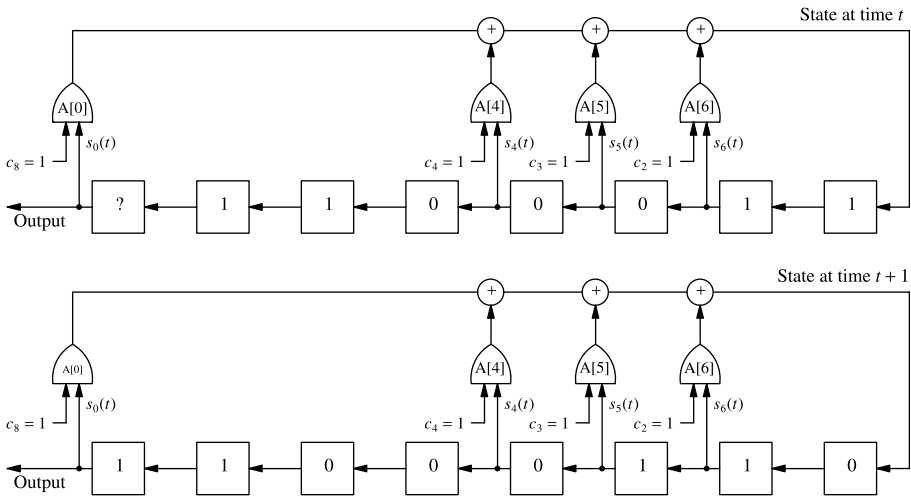 State at time t
+ + +
A[0] A[4] A[5] A[6]
s₀(t) s₄(t) s₅(t) s₆(t)
c₈ = 1 c₄ = 1 c₃ = 1 c₂ = 1
? 1 1 0 0 0 1 1
Output
State at time t + 1
+ + +
A[0] A[4] A[5] A[6]
s₀(t) s₄(t) s₅(t) s₆(t)
c₈ = 1 c₄ = 1 c₃ = 1 c₂ = 1
1 1 0 0 0 1 1 0
Output